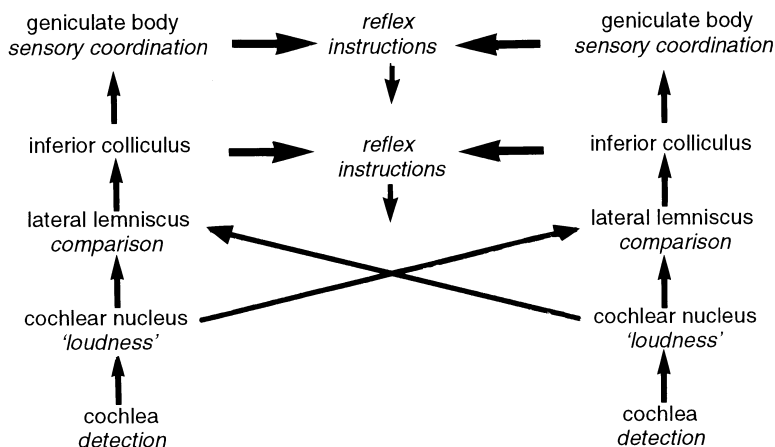 geniculate body
sensory coordination
reflex
instructions
geniculate body
sensory coordination
inferior colliculus
reflex
instructions
inferior colliculus
lateral lemniscus
comparison
lateral lemniscus
comparison
cochlear nucleus
'loudness'
cochlear nucleus
'loudness'
cochlea
detection
cochlea
detection